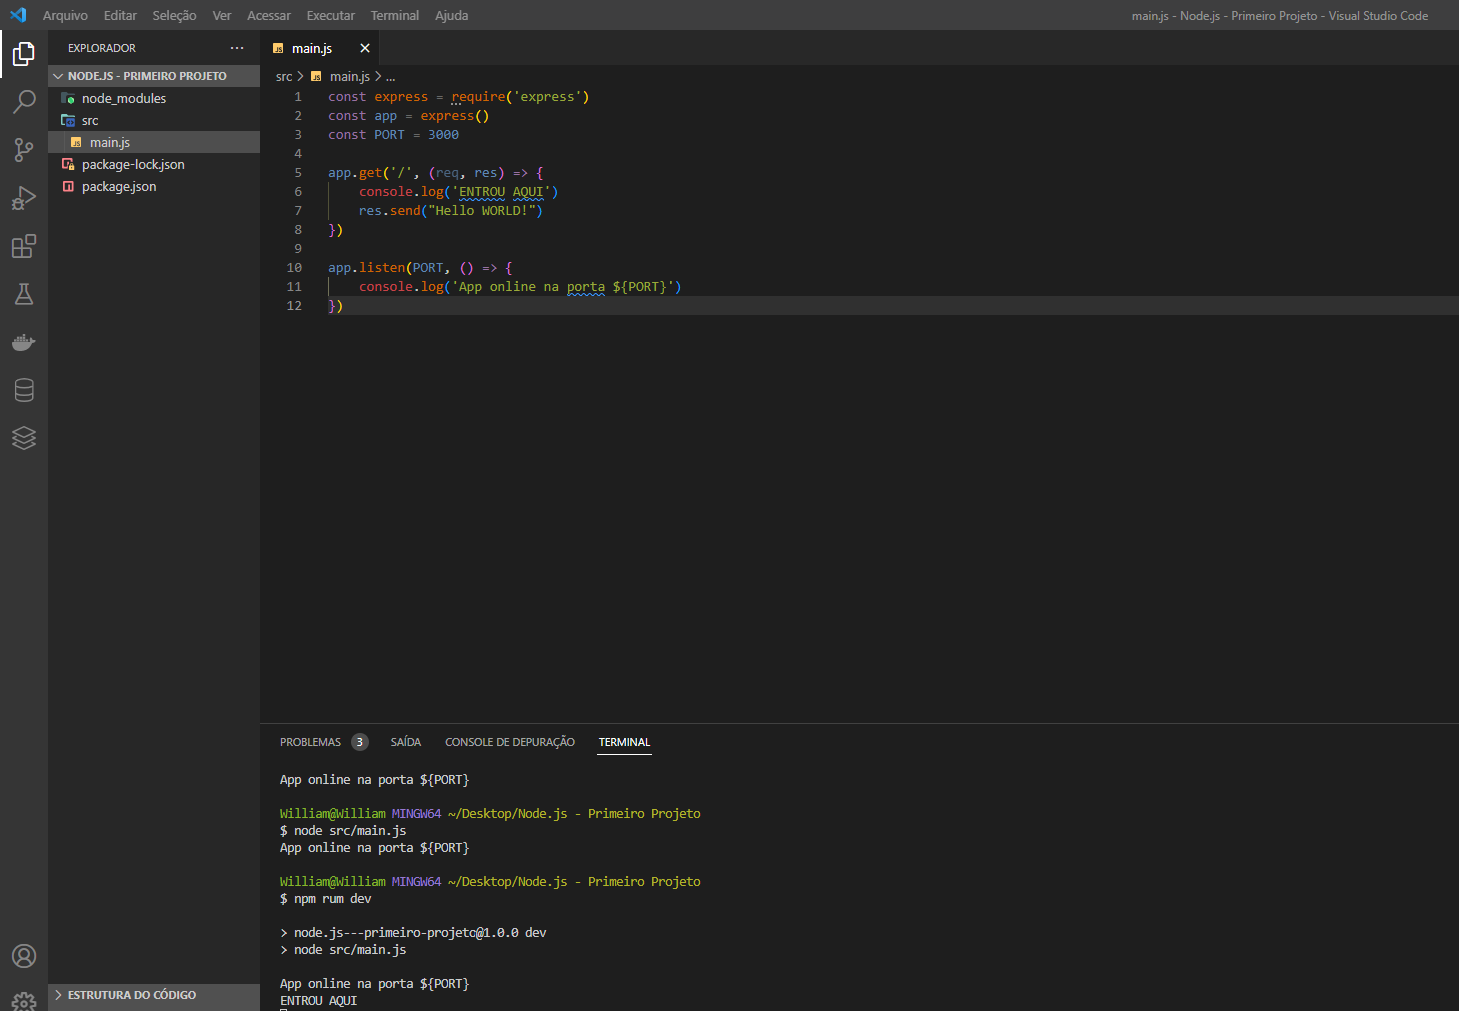 Arquivo Editar Seleção Ver Acessar Executar Terminal Ajuda main.js - Node.js - Primeiro Projeto - Visual Studio Code
EXPLORADOR ...
NODE.JS - PRIMEIRO PROJETO
node_modules
src
main.js
package-lock.json
package.json
ESTRUTURA DO CÓDIGO
main.js
src > main.js > ...
1 const express = require('express')
2 const app = express()
3 const PORT = 3000
4
5 app.get('/', (req, res) => {
6 console.log('ENTROU AQUI')
7 res.send("Hello WORLD!")
8 })
9
10 app.listen(PORT, () => {
11 console.log('App online na porta ${PORT}')
12 })
PROBLEMAS 3 SAÍDA CONSOLE DE DEPURAÇÃO TERMINAL
App online na porta ${PORT}
William@William MINGW64 ~/Desktop/Node.js - Primeiro Projeto
$ node src/main.js
App online na porta ${PORT}
William@William MINGW64 ~/Desktop/Node.js - Primeiro Projeto
$ npm rum dev
> node.js---primeiro-projeto@1.0.0 dev
> node src/main.js
App online na porta ${PORT}
ENTROU AQUI